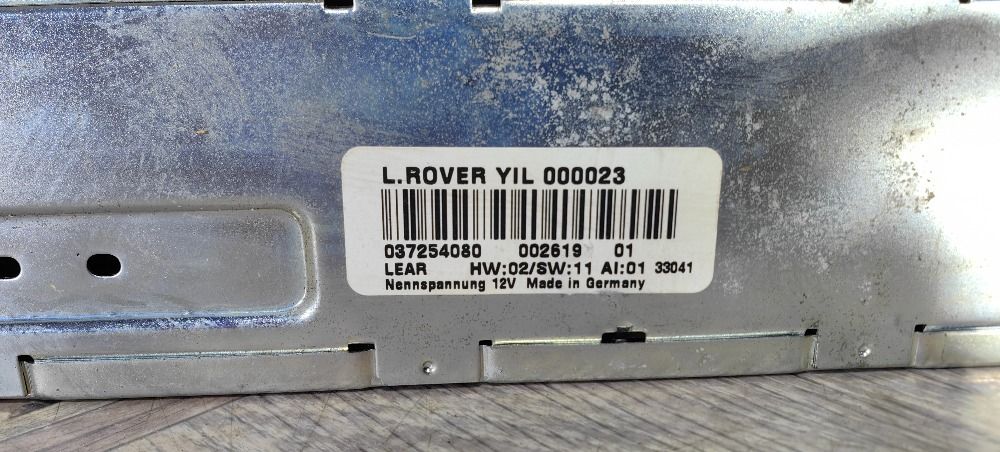 L.ROVER YIL 000023
037254080 002619 01
LEAR HW:02/SW:11 AI:01 33041
Nennspannung 12V Made in Germany